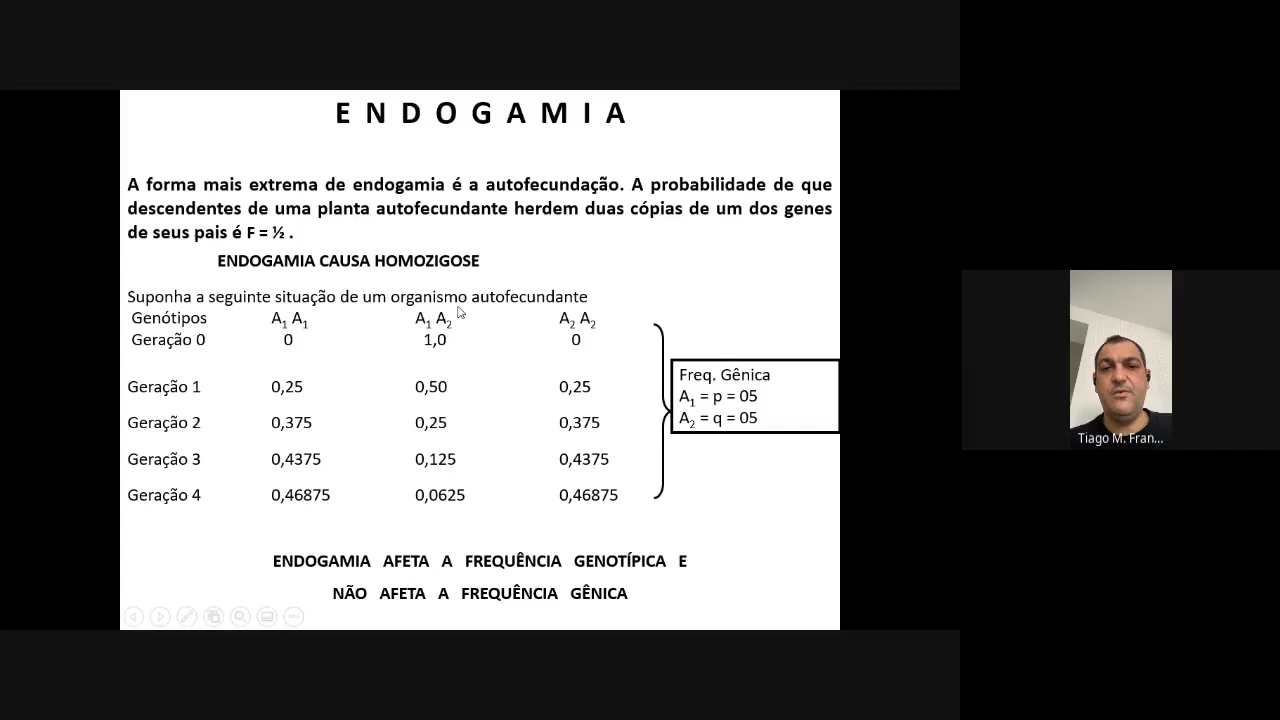 E N D O G A M I A
A forma mais extrema de endogamia é a autofecundação. A probabilidade de que
descendentes de uma planta autofecundante herdem duas cópias de um dos genes
de seus pais é F = ½ .
ENDOGAMIA CAUSA HOMOZIGOSE
Suponha a seguinte situação de um organismo autofecundante
Genótipos A₁ A₁ A₁ A₂ A₂ A₂
Geração 0 0 1,0 0
Geração 1 0,25 0,50 0,25
Geração 2 0,375 0,25 0,375
Geração 3 0,4375 0,125 0,4375
Geração 4 0,46875 0,0625 0,46875
Freq. Gênica
A₁ = p = 05
A₂ = q = 05
ENDOGAMIA AFETA A FREQUÊNCIA GENOTÍPICA E
NÃO AFETA A FREQUÊNCIA GÊNICA
Tiago M. Fran...